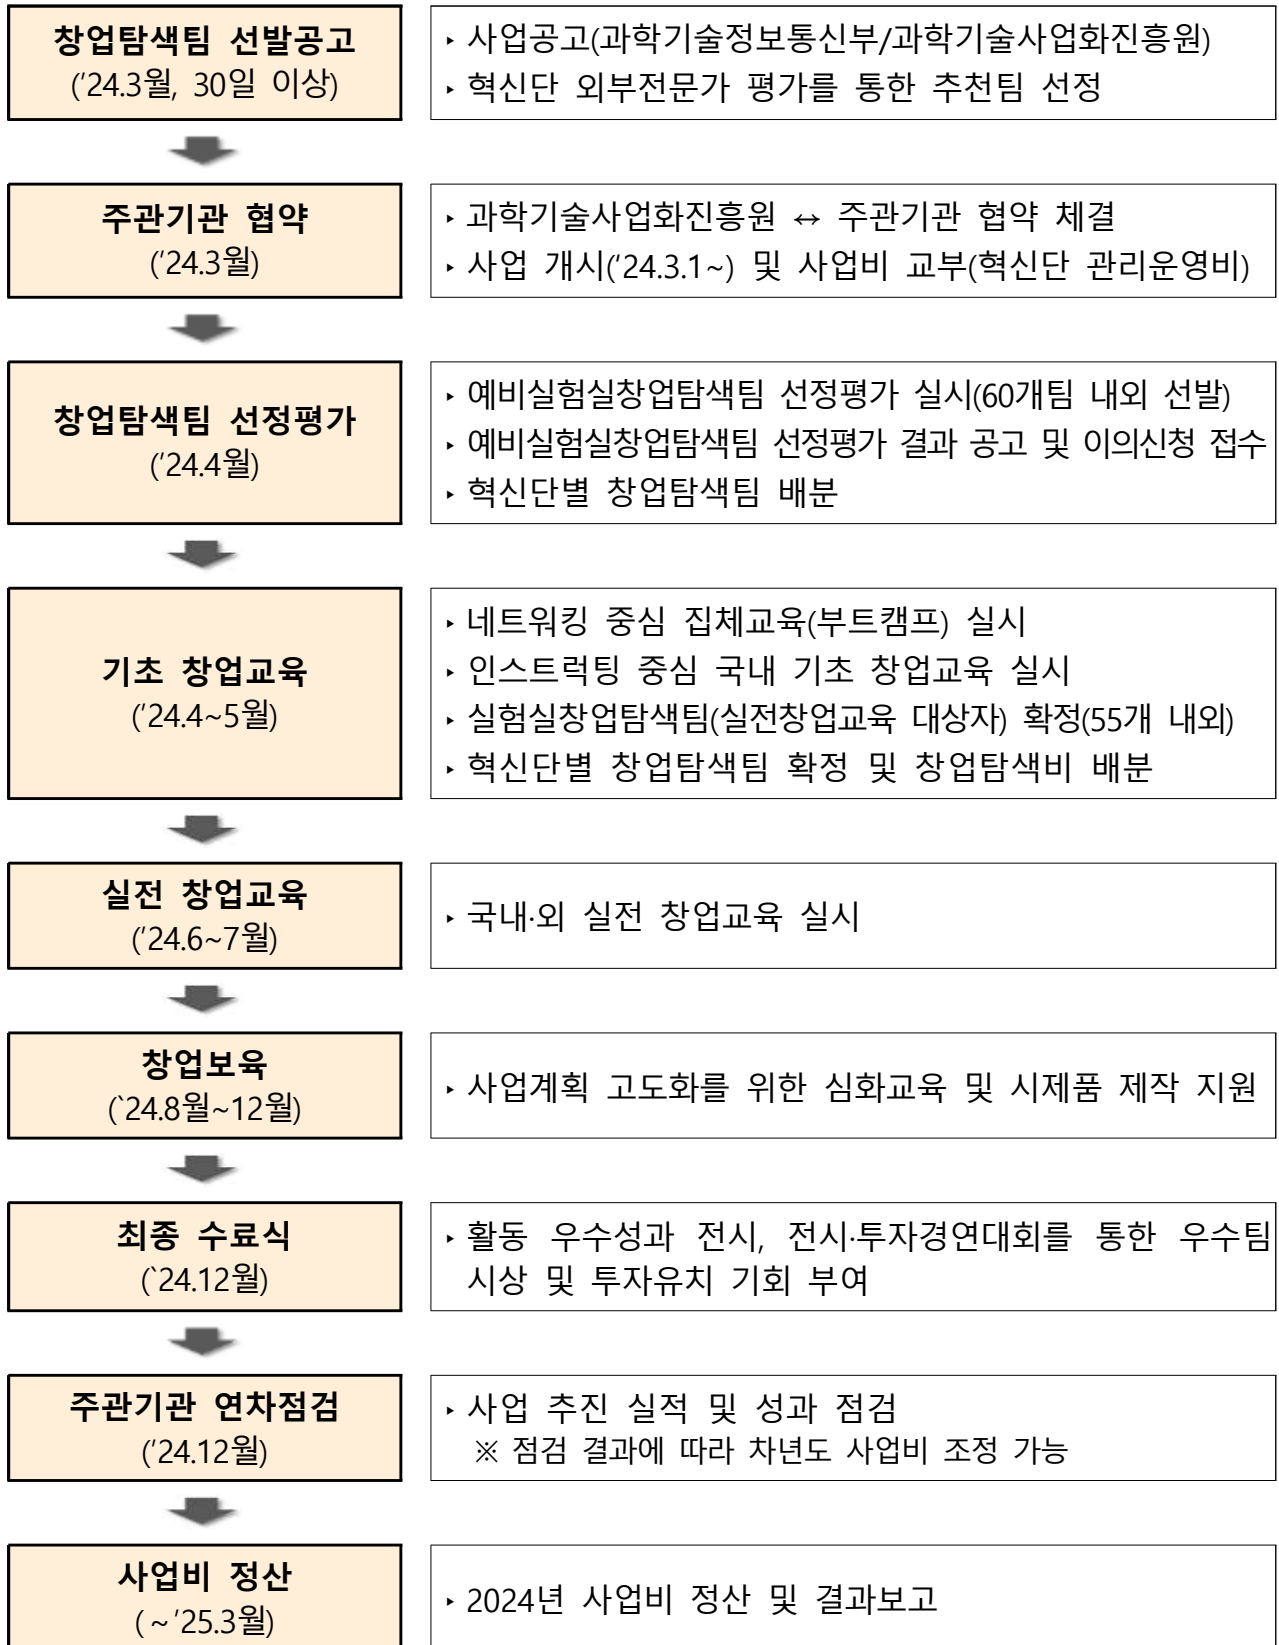 창업탐색팀 선발공고
('24.3월, 30일 이상)
‣ 사업공고(과학기술정보통신부/과학기술사업화진흥원)
‣ 혁신단 외부전문가 평가를 통한 추천팀 선정
주관기관 협약
('24.3월)
‣ 과학기술사업화진흥원 ↔ 주관기관 협약 체결
‣ 사업 개시('24.3.1~) 및 사업비 교부(혁신단 관리운영비)
창업탐색팀 선정평가
('24.4월)
‣ 예비실험실창업탐색팀 선정평가 실시(60개팀 내외 선발)
‣ 예비실험실창업탐색팀 선정평가 결과 공고 및 이의신청 접수
‣ 혁신단별 창업탐색팀 배분
기초 창업교육
('24.4~5월)
‣ 네트워킹 중심 집체교육(부트캠프) 실시
‣ 인스트럭팅 중심 국내 기초 창업교육 실시
‣ 실험실창업탐색팀(실전창업교육 대상자) 확정(55개 내외)
‣ 혁신단별 창업탐색팀 확정 및 창업탐색비 배분
실전 창업교육
('24.6~7월)
‣ 국내·외 실전 창업교육 실시
창업보육
(`24.8월~12월)
‣ 사업계획 고도화를 위한 심화교육 및 시제품 제작 지원
최종 수료식
(`24.12월)
‣ 활동 우수성과 전시, 전시·투자경연대회를 통한 우수팀
시상 및 투자유치 기회 부여
주관기관 연차점검
('24.12월)
‣ 사업 추진 실적 및 성과 점검
※ 점검 결과에 따라 차년도 사업비 조정 가능
사업비 정산
(~'25.3월)
‣ 2024년 사업비 정산 및 결과보고